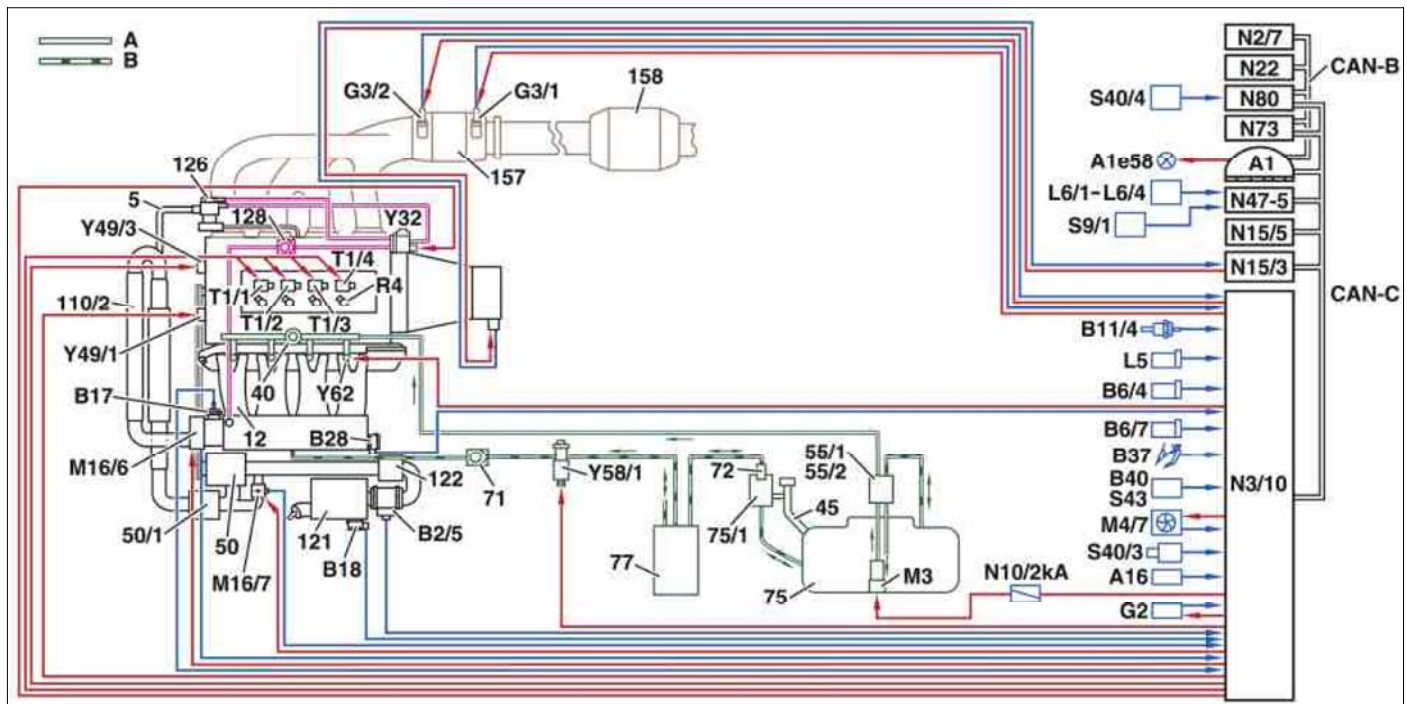 A
B
N2/7
CAN-B
N22
158
G3/2
G3/1
S40/4
N80
N73
A1e58
A1
126
157
L6/1–L6/4
N47-5
5
128
Y32
S9/1
Y49/3
N15/5
T1/4
N15/3
R4
110/2
T1/1
CAN-C
T1/2
T1/3
B11/4
Y49/1
L5
40
Y62
B6/4
B17
12
B28
B6/7
M16/6
122
71
Y58/1
72
55/1
55/2
B37
N3/10
B40
S43
45
50/1
50
121
B2/5
75/1
M4/7
B18
S40/3
M16/7
77
75
M3
N10/2kA
A16
G2